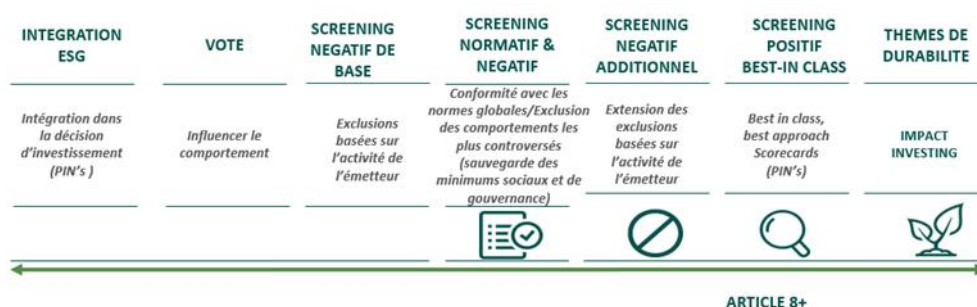 INTEGRATION
ESG
VOTE
SCREENING
NEGATIF DE
BASE
SCREENING
NORMATIF &
NEGATIF
SCREENING
NEGATIF
ADDITIONNEL
SCREENING
POSITIF
BEST-IN CLASS
THEMES DE
DURABILITE
Intégration dans
la décision
d'investissement
(PIN's )
Influencer le
comportement
Exclusions
basées sur
l'activité de
l'émetteur
Conformité avec les
normes globales/Exclusion
des comportements les
plus controversés
(sauvegarde des
minimums sociaux et de
gouvernance)
Extension des
exclusions
basées sur
l'activité de
l'émetteur
Best in class,
best approach
Scorecards
(PIN's)
IMPACT
INVESTING
ARTICLE 8+